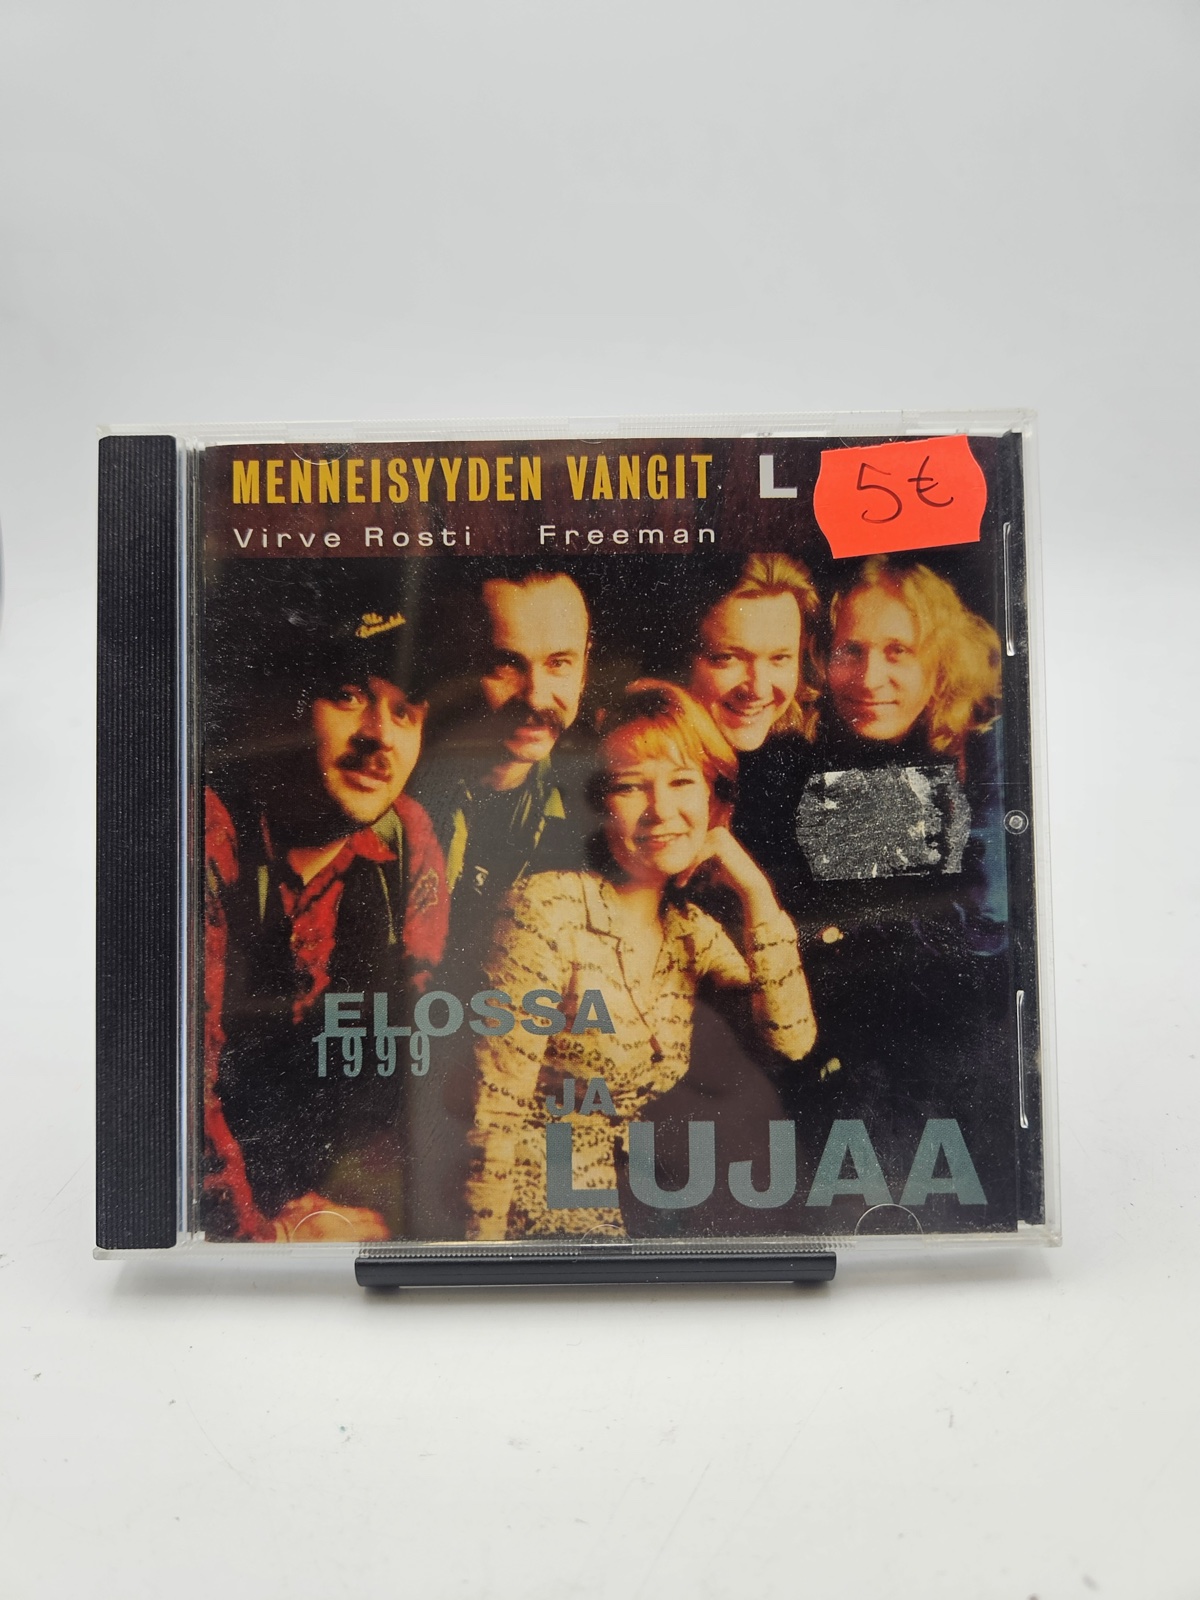 MENNEISYYDEN VANGIT L
5€
Virve Rosti Freeman
ELOSSA
1999
JA
LUJAA